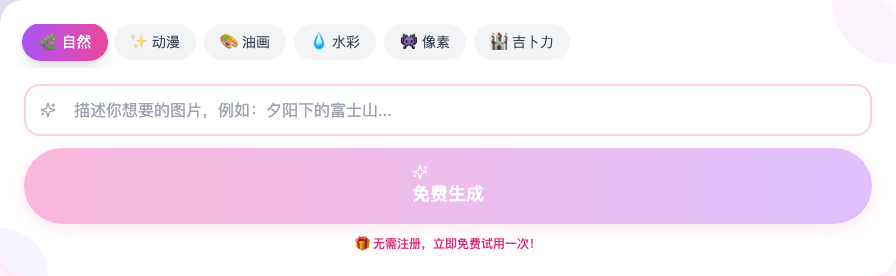 🌿 自然 ✨ 动漫 🎨 油画 💧 水彩 👾 像素 🏰 吉卜力
描述你想要的图片，例如：夕阳下的富士山...
免费生成
🎁 无需注册，立即免费试用一次！